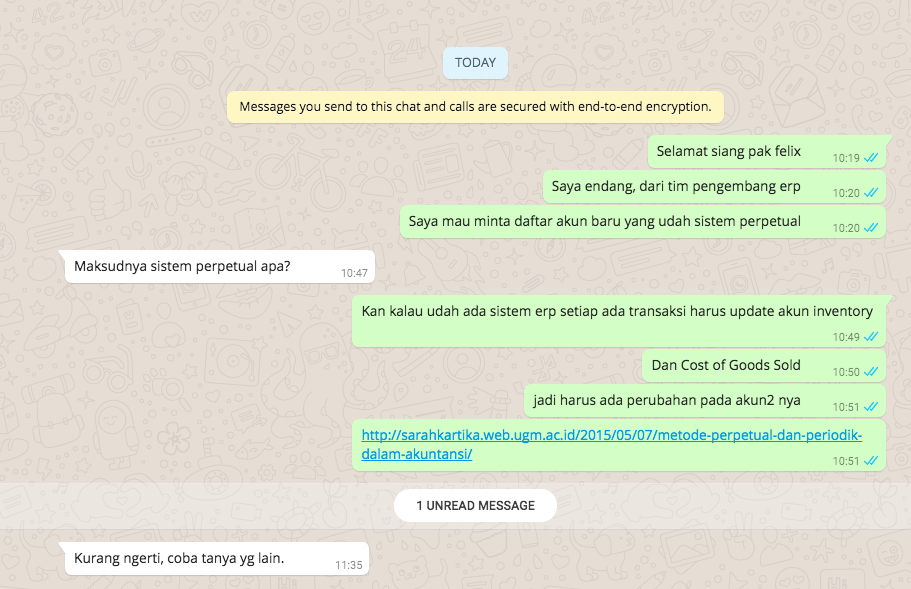 TODAY
Messages you send to this chat and calls are secured with end-to-end encryption.
Selamat siang pak felix
10:19
Saya endang, dari tim pengembang erp
10:20
Saya mau minta daftar akun baru yang udah sistem perpetual
10:20
Maksudnya sistem perpetual apa?
10:47
Kan kalau udah ada sistem erp setiap ada transaksi harus update akun inventory
10:49
Dan Cost of Goods Sold
10:50
jadi harus ada perubahan pada akun2 nya
10:51
http://sarahkartika.web.ugm.ac.id/2015/05/07/metode-perpetual-dan-periodik-
dalam-akuntansi/
10:51
1 UNREAD MESSAGE
Kurang ngerti, coba tanya yg lain.
11:35